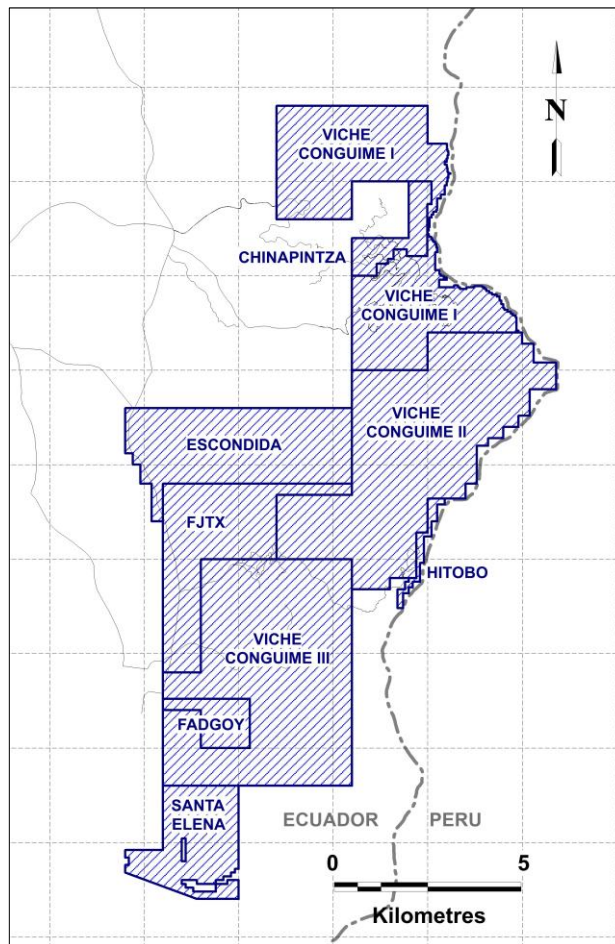 VICHE
CONGUIME I
N
CHINAPINTZA
VICHE
CONGUIME I
VICHE
CONGUIME II
ESCONDIDA
FJTX
HITOBO
VICHE
CONGUIME III
FADGOY
SANTA
ELENA
ECUADOR PERU
0 5
Kilometres